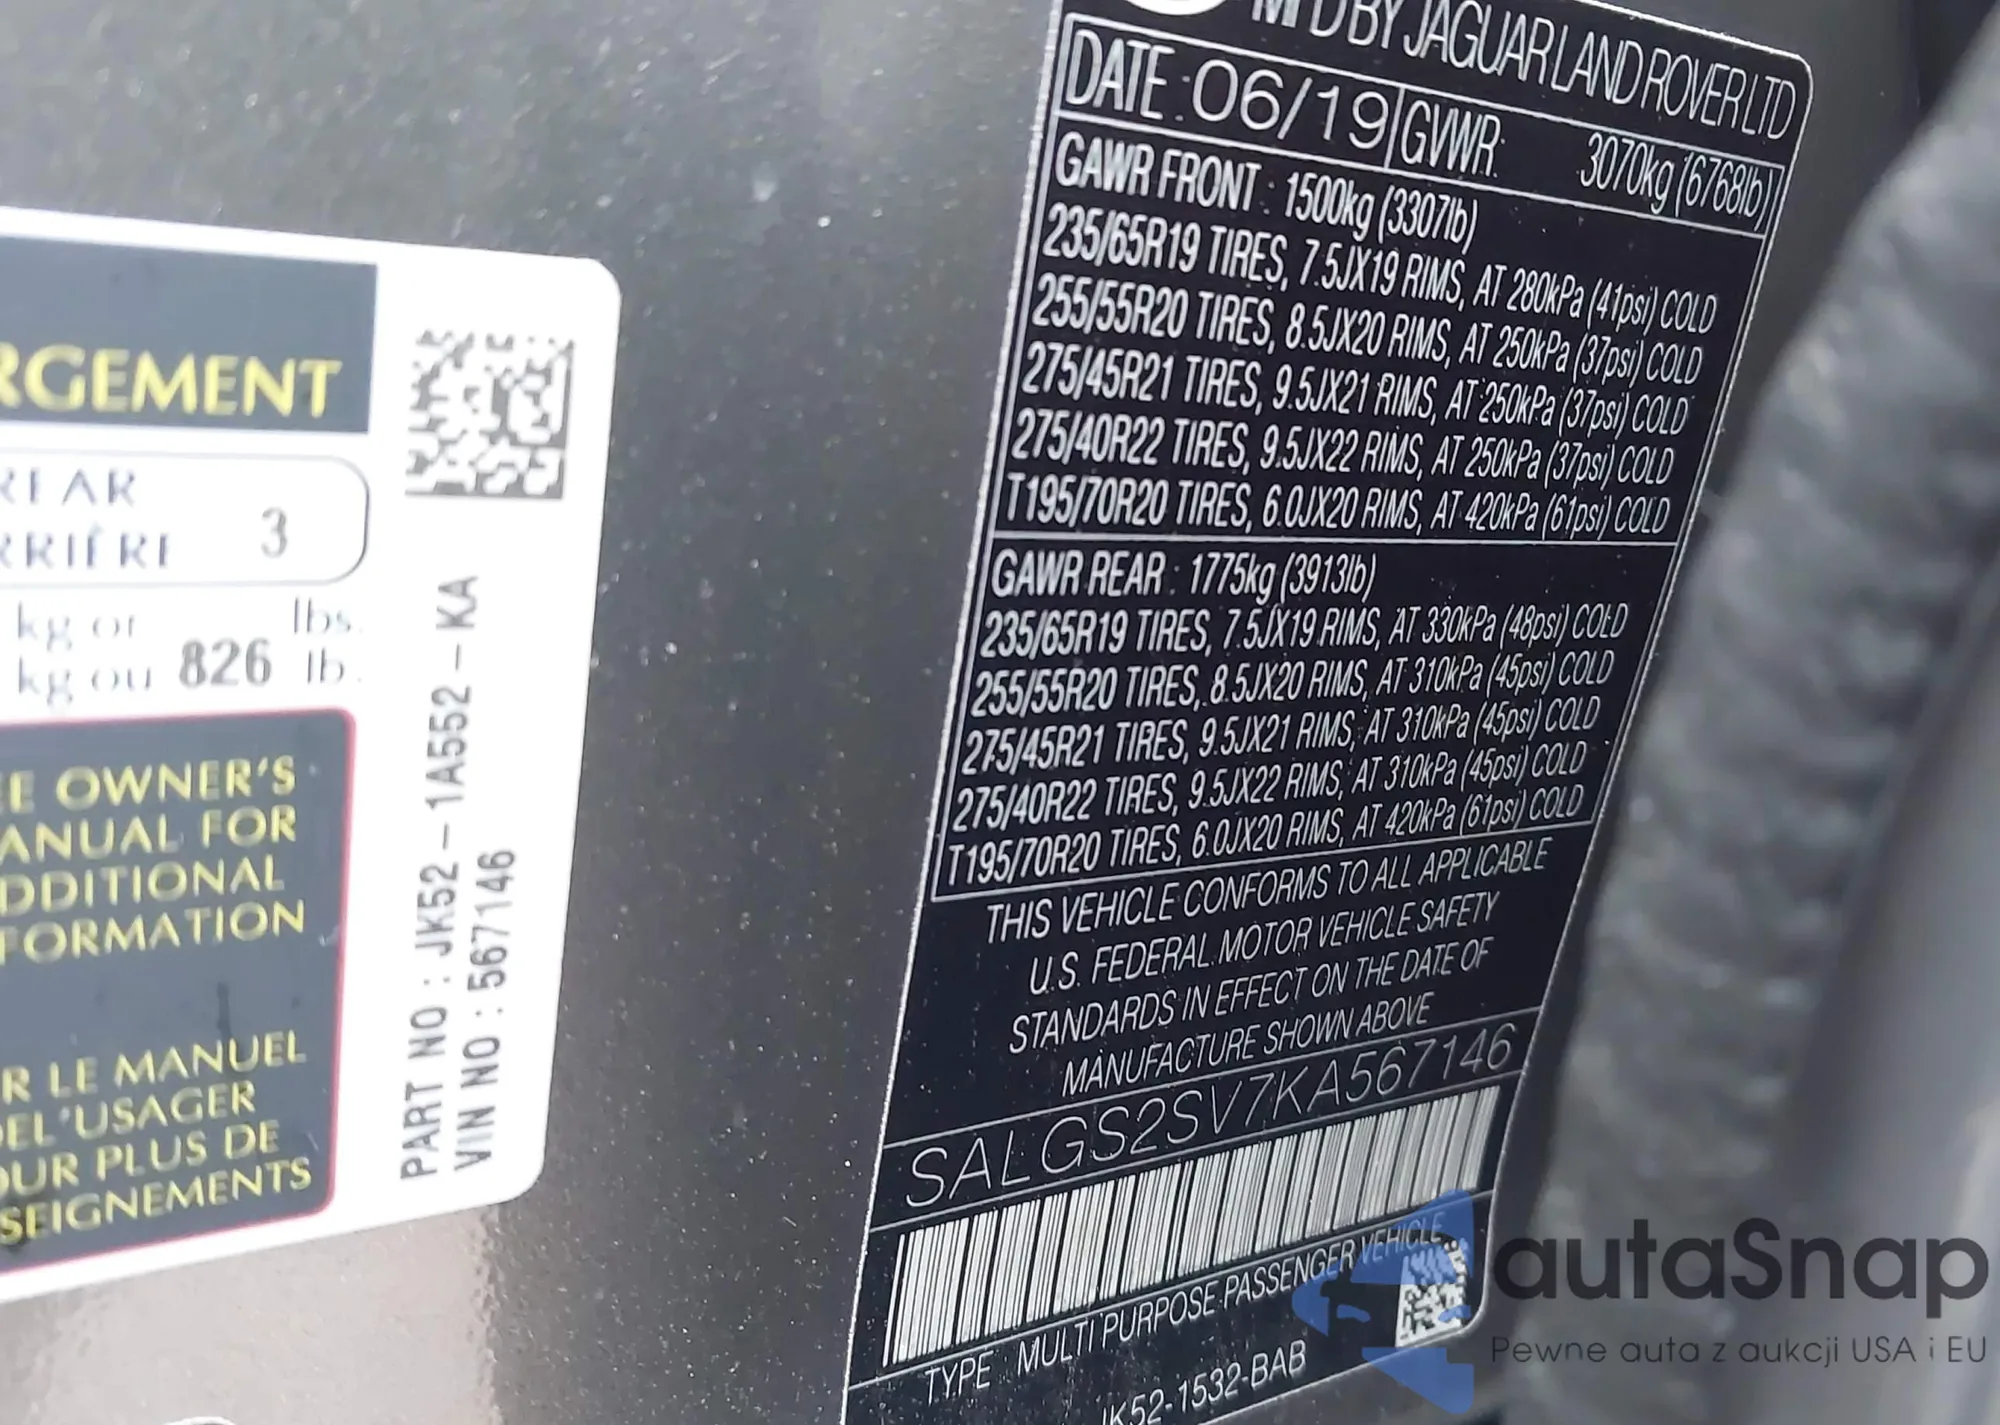 RGEMENT
REAR
RRIÈRE 3
kg or lbs.
kg ou 826 lb.
EE OWNER'S
ANUAL FOR
DDITIONAL
FORMATION
R LE MANUEL
DEL'USAGER
OUR PLUS DE
SEIGNEMENTS
PART NO : JK52-1A552-KA
VIN NO : 567146
MFD BY JAGUAR LAND ROVER LTD
DATE : 06/19 GVWR: 3070kg (6768lb)
GAWR FRONT : 1500kg (3307lb)
235/65R19 TIRES, 7.5JX19 RIMS, AT 280kPa (41psi) COLD
255/55R20 TIRES, 8.5JX20 RIMS, AT 250kPa (37psi) COLD
275/45R21 TIRES, 9.5JX21 RIMS, AT 250kPa (37psi) COLD
275/40R22 TIRES, 9.5JX22 RIMS, AT 250kPa (37psi) COLD
T195/70R20 TIRES, 6.0JX20 RIMS, AT 420kPa (61psi) COLD
GAWR REAR : 1775kg (3913lb)
235/65R19 TIRES, 7.5JX19 RIMS, AT 330kPa (48psi) COLD
255/55R20 TIRES, 8.5JX20 RIMS, AT 310kPa (45psi) COLD
275/45R21 TIRES, 9.5JX21 RIMS, AT 310kPa (45psi) COLD
275/40R22 TIRES, 9.5JX22 RIMS, AT 310kPa (45psi) COLD
T195/70R20 TIRES, 6.0JX20 RIMS, AT 420kPa (61psi) COLD
THIS VEHICLE CONFORMS TO ALL APPLICABLE
U.S. FEDERAL MOTOR VEHICLE SAFETY
STANDARDS IN EFFECT ON THE DATE OF
MANUFACTURE SHOWN ABOVE
SALGS2SV7KA567146
TYPE MULTI PURPOSE PASSENGER VEHICLE
JK52-1532-BAB
autaSnap
Pewne auta z aukcji USA i EU